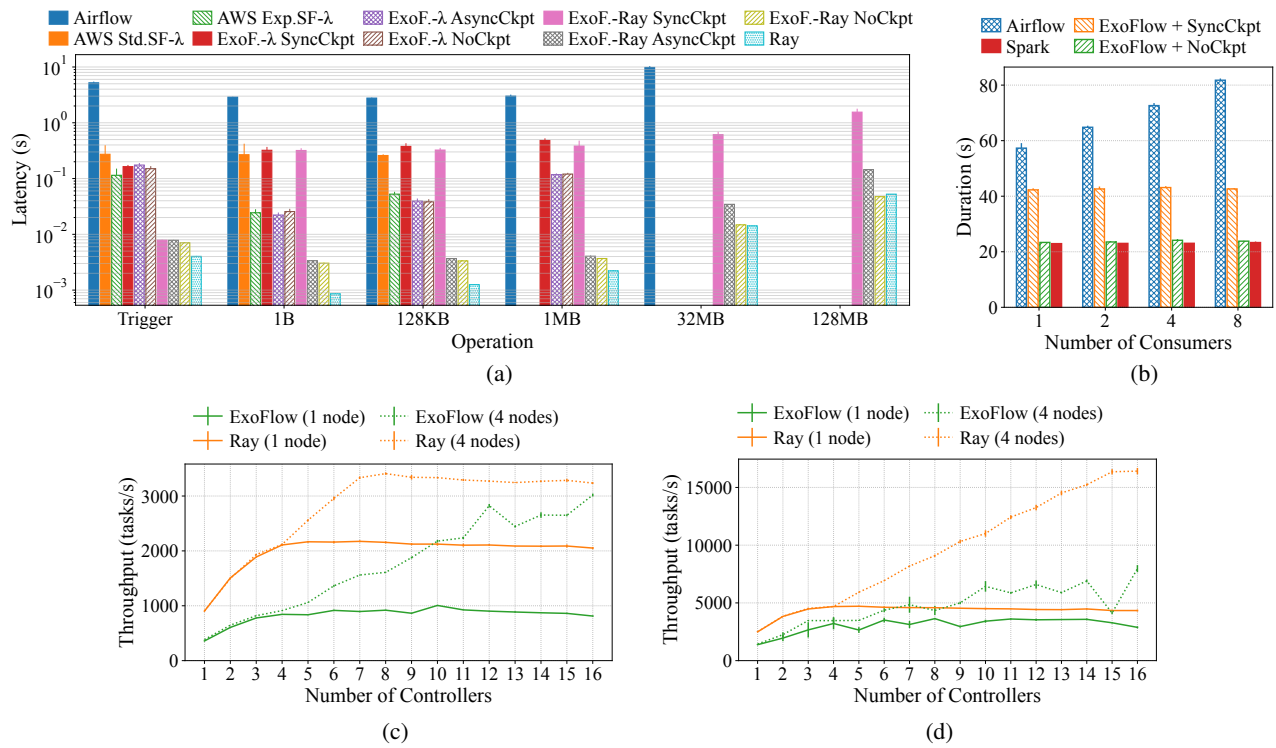 Airflow AWS Exp.SF-λ ExoF.-λ AsyncCkpt ExoF.-Ray SyncCkpt ExoF.-Ray NoCkpt
AWS Std.SF-λ ExoF.-λ SyncCkpt ExoF.-λ NoCkpt ExoF.-Ray AsyncCkpt Ray
Latency (s)
10¹
10⁰
10⁻¹
10⁻²
10⁻³
Trigger 1B 128KB 1MB 32MB 128MB
Operation
(a)
Airflow ExoFlow + SyncCkpt
Spark ExoFlow + NoCkpt
Duration (s)
80
60
40
20
0
1 2 4 8
Number of Consumers
(b)
ExoFlow (1 node) ExoFlow (4 nodes)
Ray (1 node) Ray (4 nodes)
Throughput (tasks/s)
3000
2000
1000
0
1 2 3 4 5 6 7 8 9 10 11 12 13 14 15 16
Number of Controllers
(c)
ExoFlow (1 node) ExoFlow (4 nodes)
Ray (1 node) Ray (4 nodes)
Throughput (tasks/s)
15000
10000
5000
0
1 2 3 4 5 6 7 8 9 10 11 12 13 14 15 16
Number of Controllers
(d)